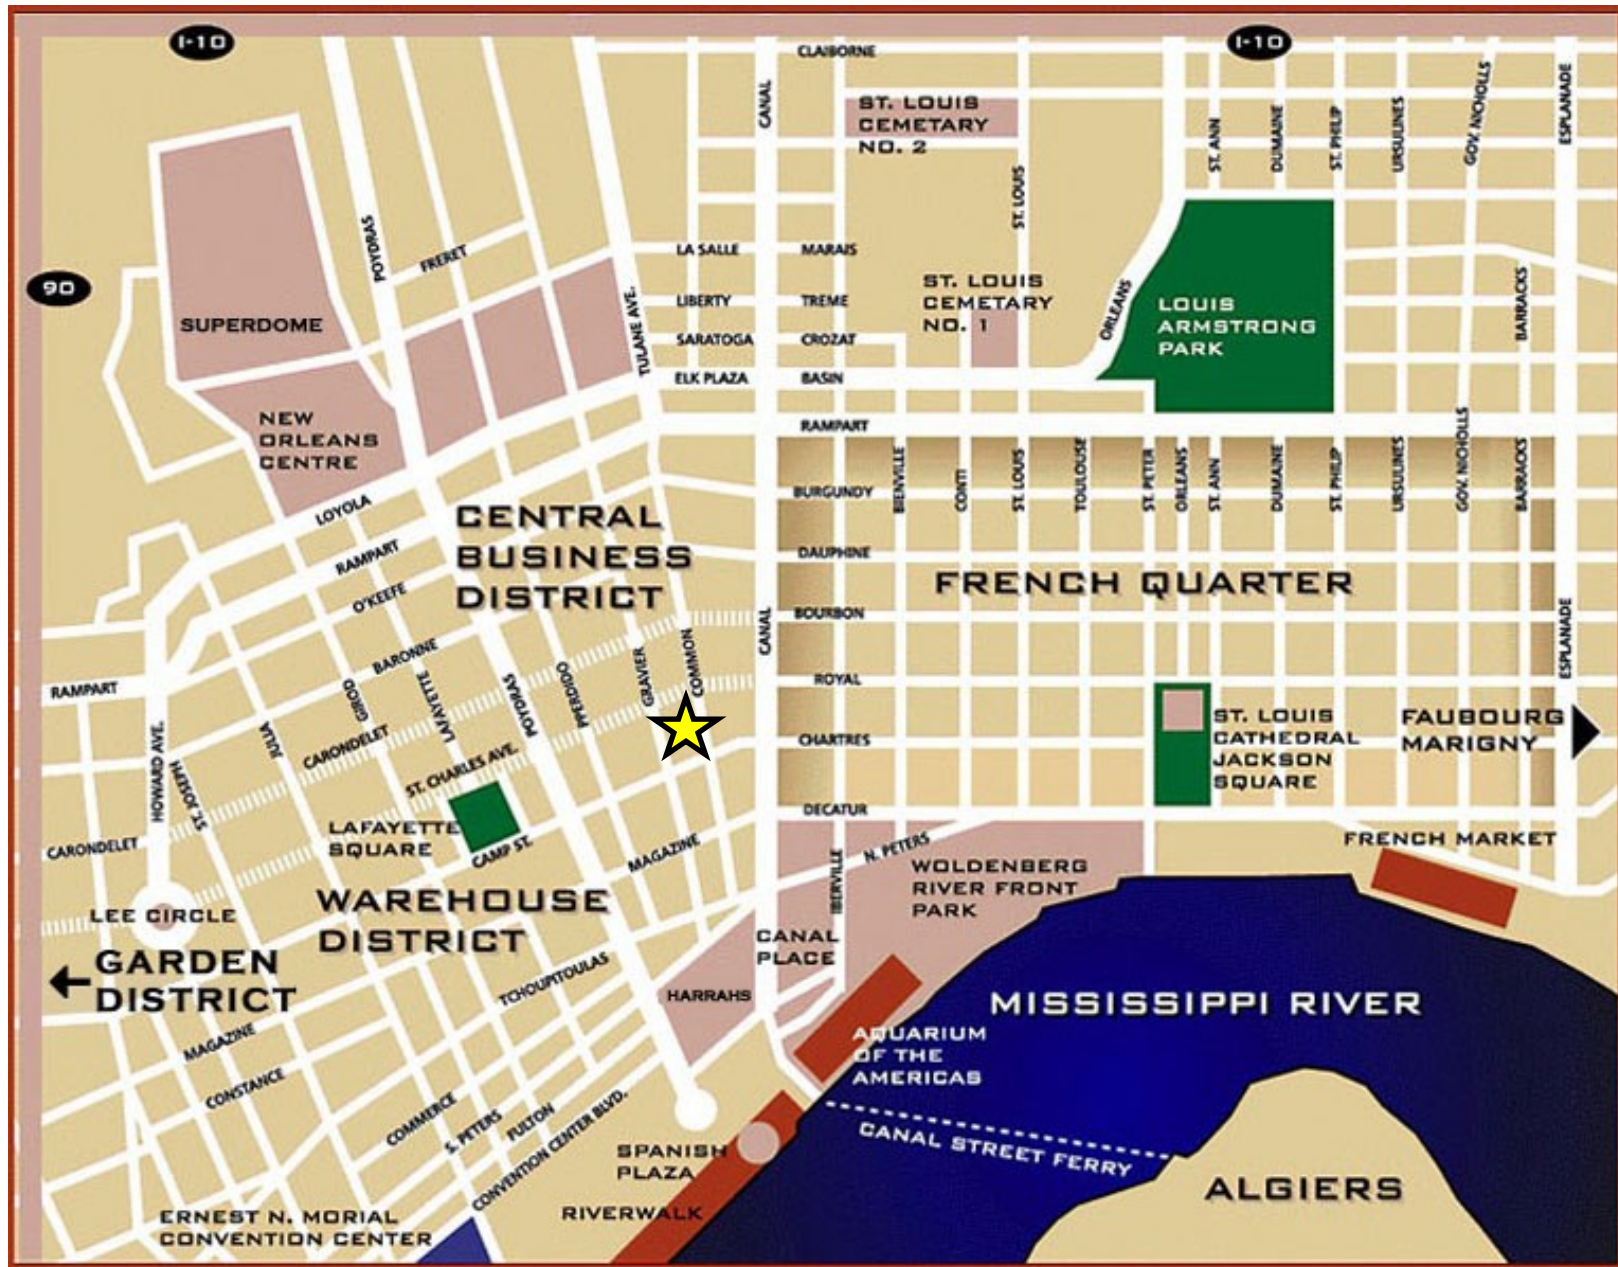 I-10
I-10
CLAIBORNE
CANAL
ST. LOUIS
CEMETARY
NO. 2
ST. ANN
DUMAINE
ST. PHILIP
URSULINES
GOV. NICHOLLS
ESPLANADE
ST. LOUIS
POYDRAS
FRERET
LA SALLE
MARAIS
90
SUPERDOME
TULANE AVE.
LIBERTY
TREME
ST. LOUIS
CEMETARY
NO. 1
ORLEANS
LOUIS
ARMSTRONG
PARK
BARRACKS
SARATOGA
CROZAT
ELK PLAZA
BASIN
NEW
ORLEANS
CENTRE
RAMPART
LOYOLA
BURGUNDY
BIENVILLE
CONTI
ST. LOUIS
TOULOUSE
ST. PETER
ORLEANS
ST. ANN
DUMAINE
ST. PHILIP
URSULINES
GOV. NICHOLLS
BARRACKS
CENTRAL
BUSINESS
DISTRICT
RAMPART
DAUPHINE
O'KEEFE
FRENCH QUARTER
BOURBON
CANAL
ESPLANADE
BARONNE
RAMPART
GIROD
LAFAYETTE
POYDRAS
PPERDIDO
GRAVIER
COMMON
ROYAL
HOWARD AVE.
ST. JOSEPH
JULIA
CARONDELET
ST. CHARLES AVE.
CHARTRES
ST. LOUIS
CATHEDRAL
JACKSON
SQUARE
FAUBOURG
MARIGNY
DECATUR
LAFAYETTE
SQUARE
CAMP ST.
CARONDELET
MAGAZINE
N. PETERS
IBERVILLE
FRENCH MARKET
WOLDENBERG
RIVER FRONT
PARK
WAREHOUSE
DISTRICT
LEE CIRCLE
GARDEN
DISTRICT
CANAL
PLACE
TCHOUPITOULAS
HARRAHS
MISSISSIPPI RIVER
MAGAZINE
AQUARIUM
OF THE
AMERICAS
CONSTANCE
COMMERCE
S. PETERS
FULTON
CONVENTION CENTER BLVD.
CANAL STREET FERRY
SPANISH
PLAZA
ALGIERS
RIVERWALK
ERNEST N. MORIAL
CONVENTION CENTER